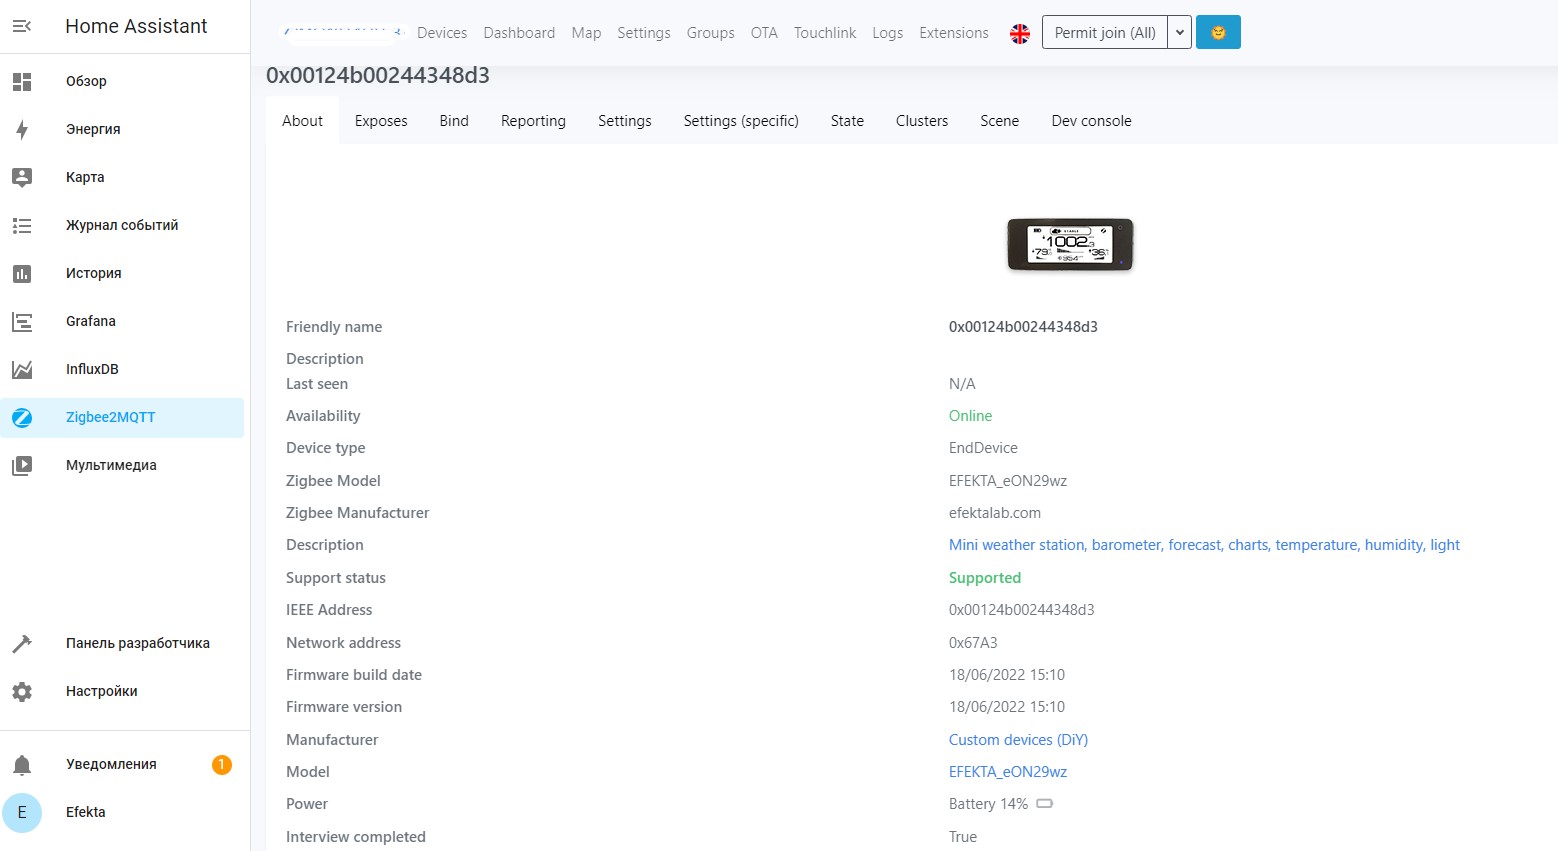 Home Assistant
Обзор
Энергия
Карта
Журнал событий
История
Grafana
InfluxDB
Zigbee2MQTT
Мультимедиа
Панель разработчика
Настройки
Уведомления 1
E Efekta
Devices Dashboard Map Settings Groups OTA Touchlink Logs Extensions Permit join (All)
0x00124b00244348d3
About Exposes Bind Reporting Settings Settings (specific) State Clusters Scene Dev console
1002
Friendly name 0x00124b00244348d3
Description
Last seen N/A
Availability Online
Device type EndDevice
Zigbee Model EFEKTA_eON29wz
Zigbee Manufacturer efektalab.com
Description Mini weather station, barometer, forecast, charts, temperature, humidity, light
Support status Supported
IEEE Address 0x00124b00244348d3
Network address 0x67A3
Firmware build date 18/06/2022 15:10
Firmware version 18/06/2022 15:10
Manufacturer Custom devices (DiY)
Model EFEKTA_eON29wz
Power Battery 14%
Interview completed True